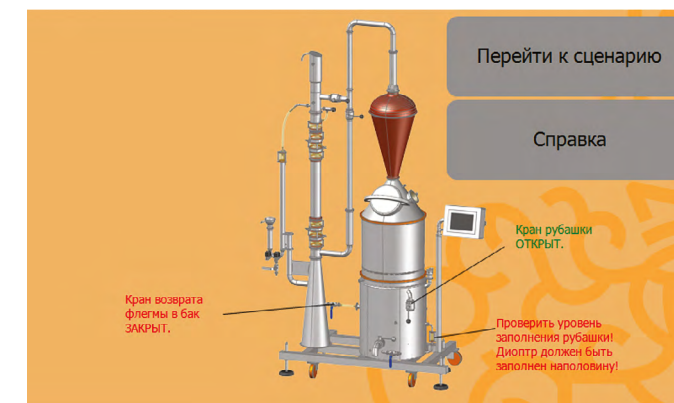 Перейти к сценарию
Справка
Кран рубашки
ОТКРЫТ.
Кран возврата
флегмы в бак
ЗАКРЫТ.
Проверить уровень
заполнения рубашки!
Диоптр должен быть
заполнен наполовину!